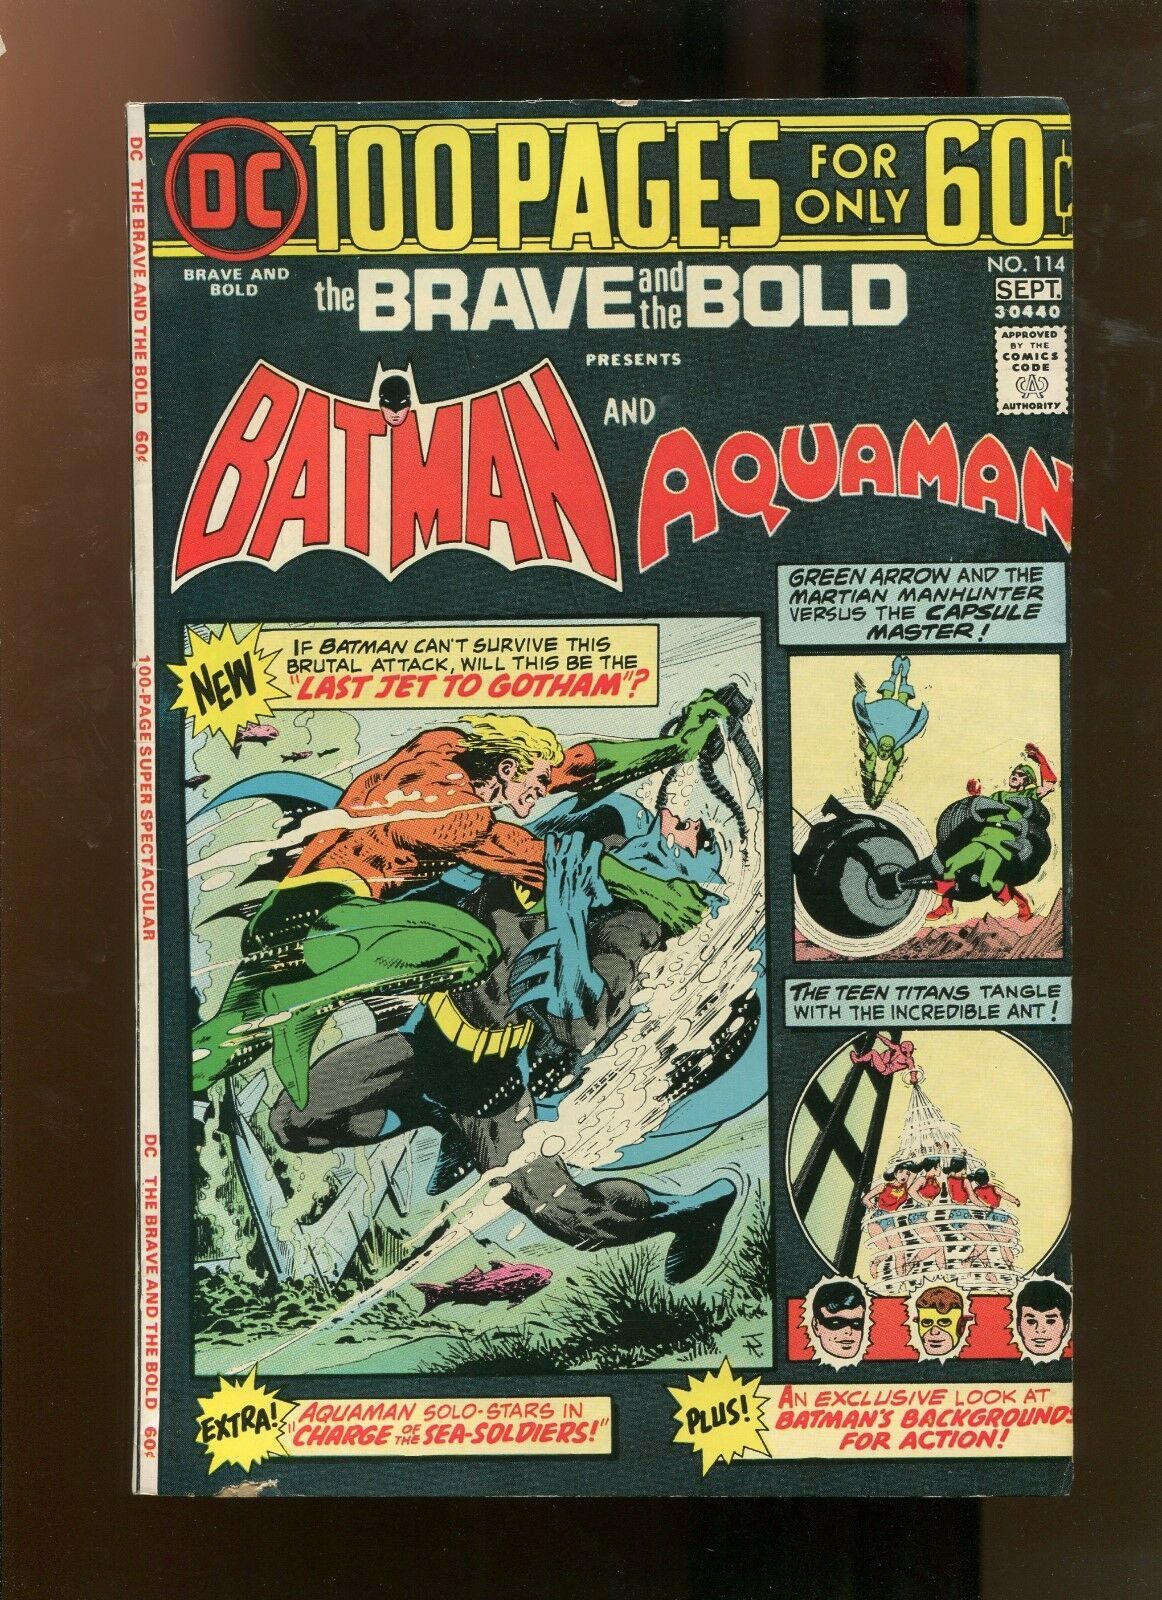 DC
100 PAGES
FOR
ONLY
60¢
BRAVE AND
BOLD
the BRAVE and the BOLD
NO. 114
SEPT.
30440
APPROVED
BY THE
COMICS
CODE
CA
AUTHORITY
PRESENTS
BATMAN
AND
AQUAMAN
GREEN ARROW AND THE
MARTIAN MANHUNTER
VERSUS THE CAPSULE
MASTER!
NEW
IF BATMAN CAN'T SURVIVE THIS
BRUTAL ATTACK, WILL THIS BE THE
"LAST JET TO GOTHAM"?
THE TEEN TITANS TANGLE
WITH THE INCREDIBLE ANT!
EXTRA!
AQUAMAN SOLO-STARS IN
"CHARGE OF THE SEA-SOLDIERS!"
PLUS!
AN EXCLUSIVE LOOK AT
BATMAN'S BACKGROUNDS
FOR ACTION!
DC THE BRAVE AND THE BOLD 60¢
100-PAGE SUPER SPECTACULAR
DC THE BRAVE AND THE BOLD 60¢